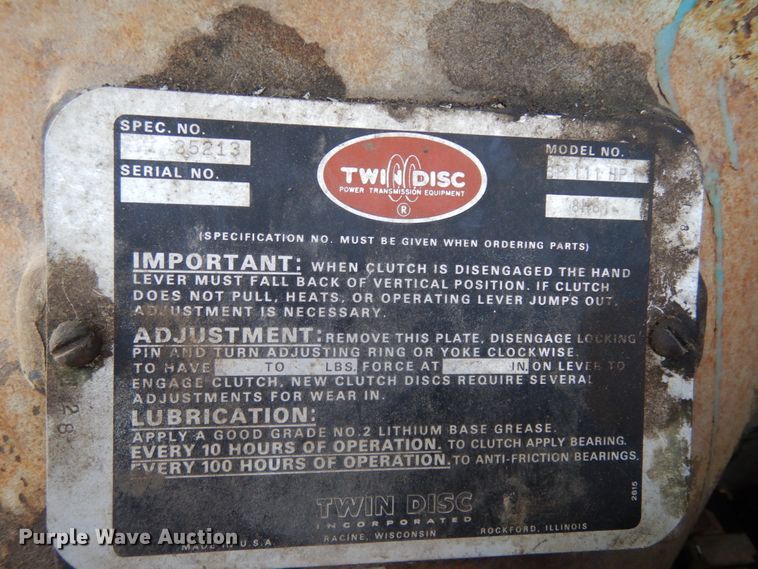 SPEC. NO.
35213
SERIAL NO.
TWIN DISC
POWER TRANSMISSION EQUIPMENT
®
MODEL NO.
111 HP
(SPECIFICATION NO. MUST BE GIVEN WHEN ORDERING PARTS)
IMPORTANT: WHEN CLUTCH IS DISENGAGED THE HAND
LEVER MUST FALL BACK OF VERTICAL POSITION. IF CLUTCH
DOES NOT PULL, HEATS, OR OPERATING LEVER JUMPS OUT,
ADJUSTMENT IS NECESSARY.
ADJUSTMENT: REMOVE THIS PLATE, DISENGAGE LOCKING
PIN AND TURN ADJUSTING RING OR YOKE CLOCKWISE.
TO HAVE TO LBS. FORCE AT IN. ON LEVER TO
ENGAGE CLUTCH, NEW CLUTCH DISCS REQUIRE SEVERAL
ADJUSTMENTS FOR WEAR IN.
LUBRICATION:
APPLY A GOOD GRADE NO.2 LITHIUM BASE GREASE.
EVERY 10 HOURS OF OPERATION. TO CLUTCH APPLY BEARING.
EVERY 100 HOURS OF OPERATION. TO ANTI-FRICTION BEARINGS.
TWIN DISC
INCORPORATED
MADE IN U.S.A
RACINE, WISCONSIN
ROCKFORD, ILLINOIS
2615
28
Purple Wave Auction